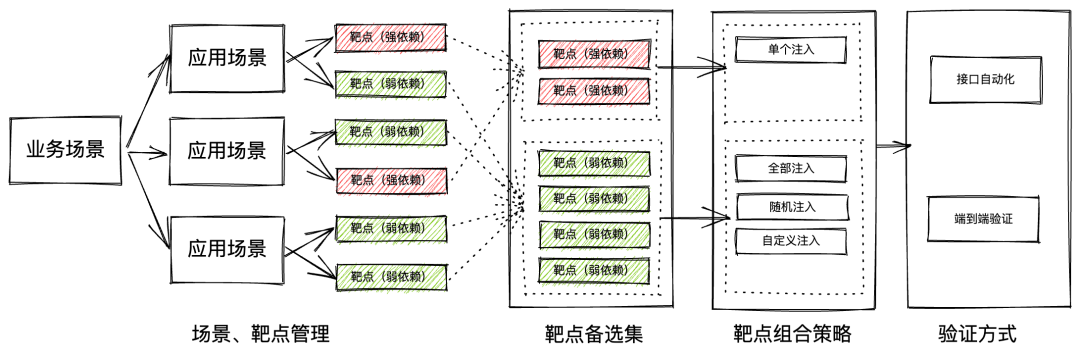 业务场景
应用场景
应用场景
应用场景
靶点（强依赖）
靶点（弱依赖）
靶点（弱依赖）
靶点（强依赖）
靶点（弱依赖）
靶点（弱依赖）
场景、靶点管理
靶点（强依赖）
靶点（强依赖）
靶点（弱依赖）
靶点（弱依赖）
靶点（弱依赖）
靶点（弱依赖）
靶点备选集
单个注入
全部注入
随机注入
自定义注入
靶点组合策略
接口自动化
端到端验证
验证方式